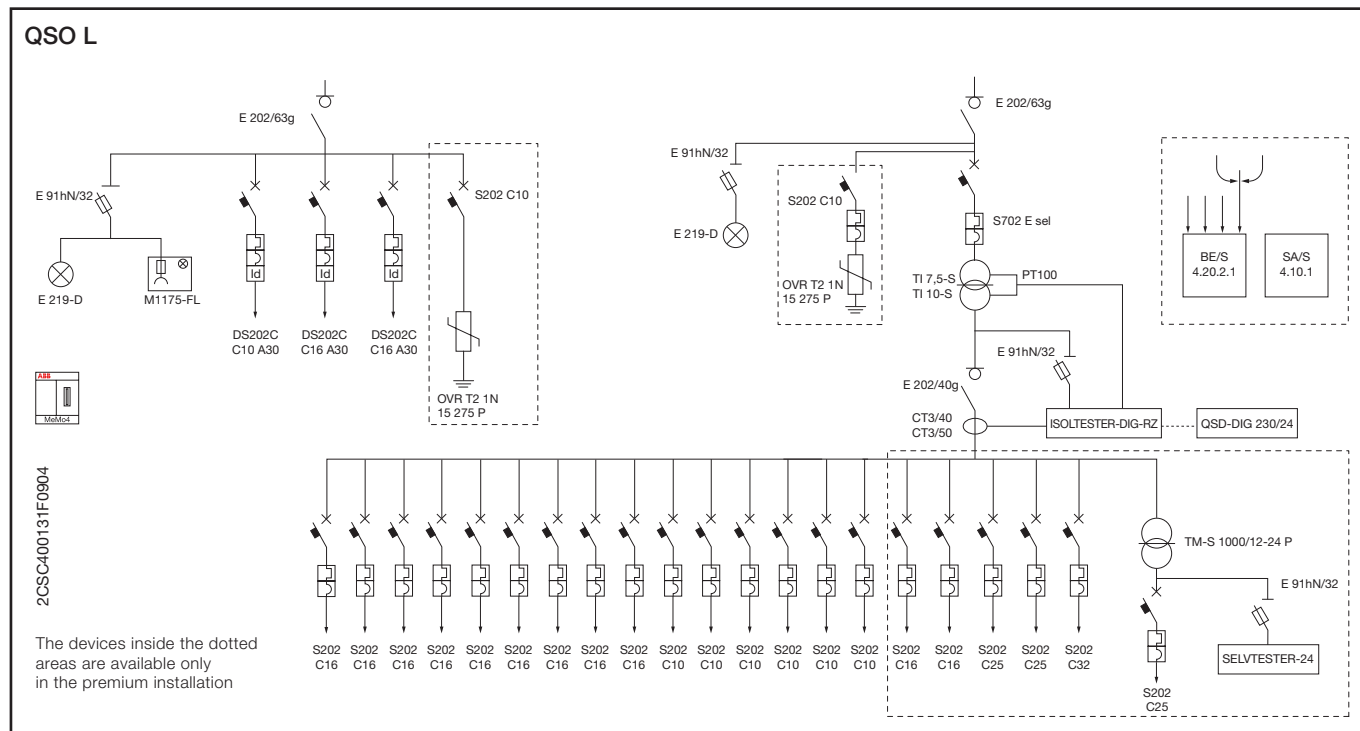 QSO L
E 202/63g
E 91hN/32
S202 C10
E 219-D
M1175-FL
Id
Id
Id
DS202C
C10 A30
DS202C
C16 A30
DS202C
C16 A30
OVR T2 1N
15 275 P
ABB
MeMo4
2CSC400131F0904
The devices inside the dotted
areas are available only
in the premium installation
E 202/63g
E 91hN/32
E 219-D
S202 C10
OVR T2 1N
15 275 P
S702 E sel
TI 7,5-S
TI 10-S
PT100
E 91hN/32
E 202/40g
CT3/40
CT3/50
ISOLTESTER-DIG-RZ
QSD-DIG 230/24
BE/S
4.20.2.1
SA/S
4.10.1
S202
C16
S202
C16
S202
C16
S202
C16
S202
C16
S202
C16
S202
C16
S202
C16
S202
C16
S202
C10
S202
C10
S202
C10
S202
C10
S202
C10
S202
C10
S202
C16
S202
C16
S202
C25
S202
C25
S202
C32
TM-S 1000/12-24 P
E 91hN/32
SELVTESTER-24
S202
C25